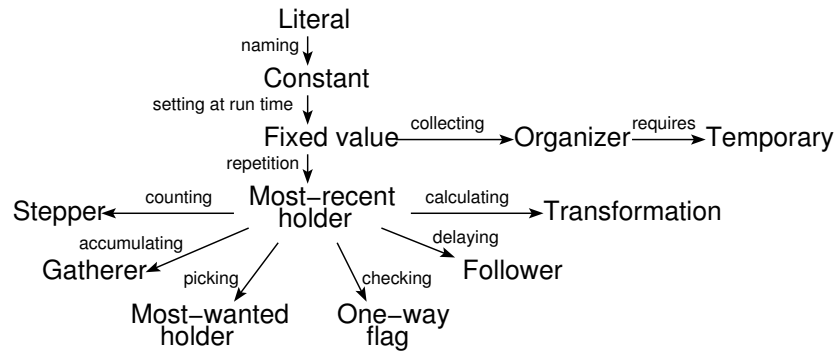 Literal
naming
Constant
setting at run time
Fixed value
collecting
Organizer
requires
Temporary
repetition
Most−recent
holder
counting
Stepper
calculating
Transformation
accumulating
Gatherer
delaying
Follower
picking
checking
Most−wanted
holder
One−way
flag